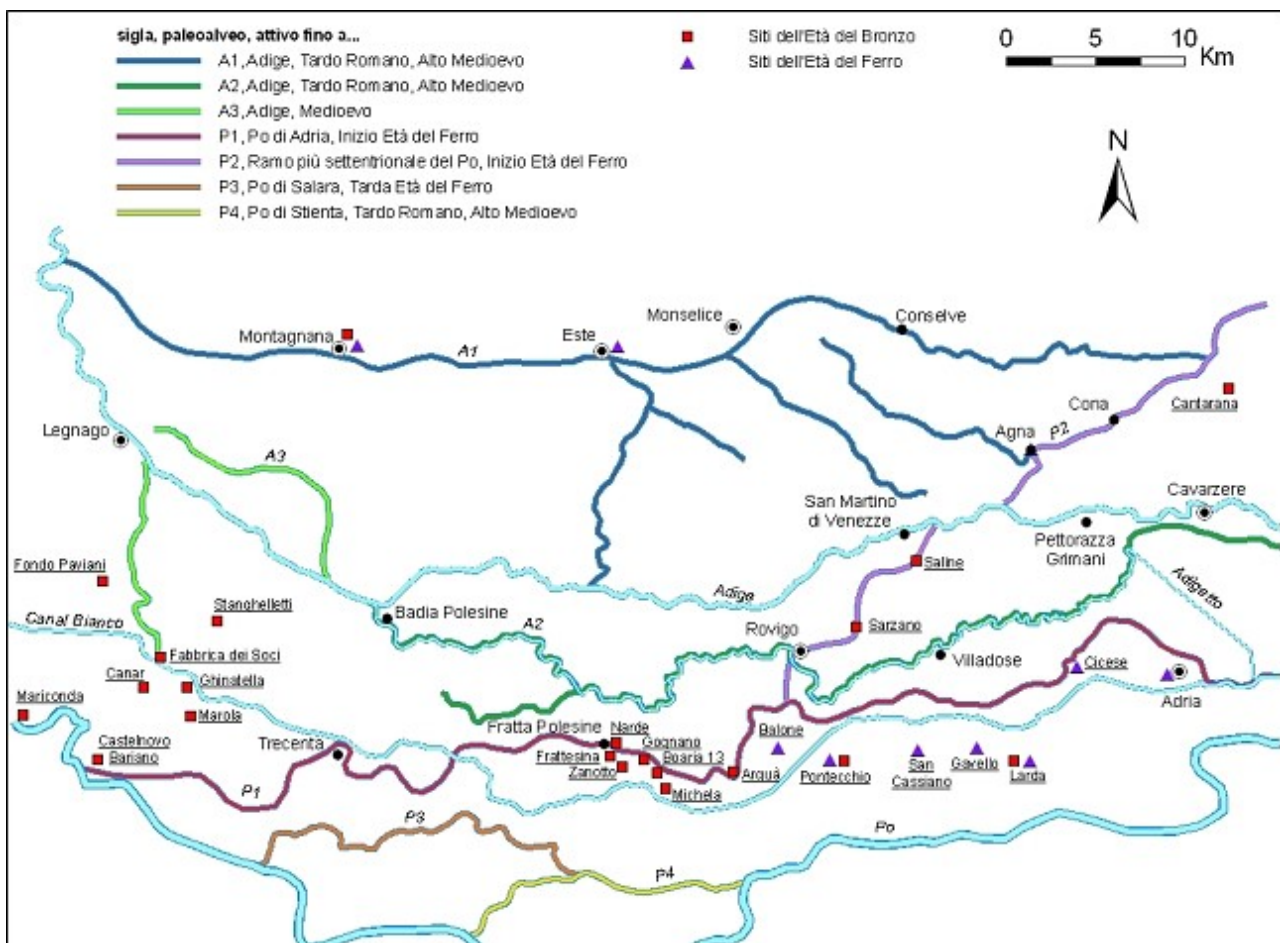 sigla, paleoalveo, attivo fino a...
A1, Adige, Tardo Romano, Alto Medioevo
A2, Adige, Tardo Romano, Alto Medioevo
A3, Adige, Medioevo
P1, Po di Adria, Inizio Età del Ferro
P2, Ramo più settentrionale del Po, Inizio Età del Ferro
P3, Po di Salara, Tarda Età del Ferro
P4, Po di Stienta, Tardo Romano, Alto Medioevo
Siti dell'Età del Bronzo
Siti dell'Età del Ferro
0 5 10
Km
N
Monselice
Conselve
Montagnana
Este
A1
Cantarana
Cona
Legnago
Agna
P2
A3
San Martino
di Venezze
Cavarzere
Pettorazza
Grimani
Fondo Paviani
Saline
Adige
Adigetto
Stanghelletti
Badia Polesine
Canal Bianco
A2
Rovigo
Sarzano
Fabbrica dei Soci
Villadose
Cicese
Canar
Ghinatella
Mariconda
Marola
Adria
Fratta Polesine
Narde
Balone
Castelnovo
Bariano
Trecenta
Frattesina
Gognano
Zanotto
Boaria 13
Arquà
Pontecchio
San
Cassiano
Gavello
Larda
Michela
P1
P3
Po
P4